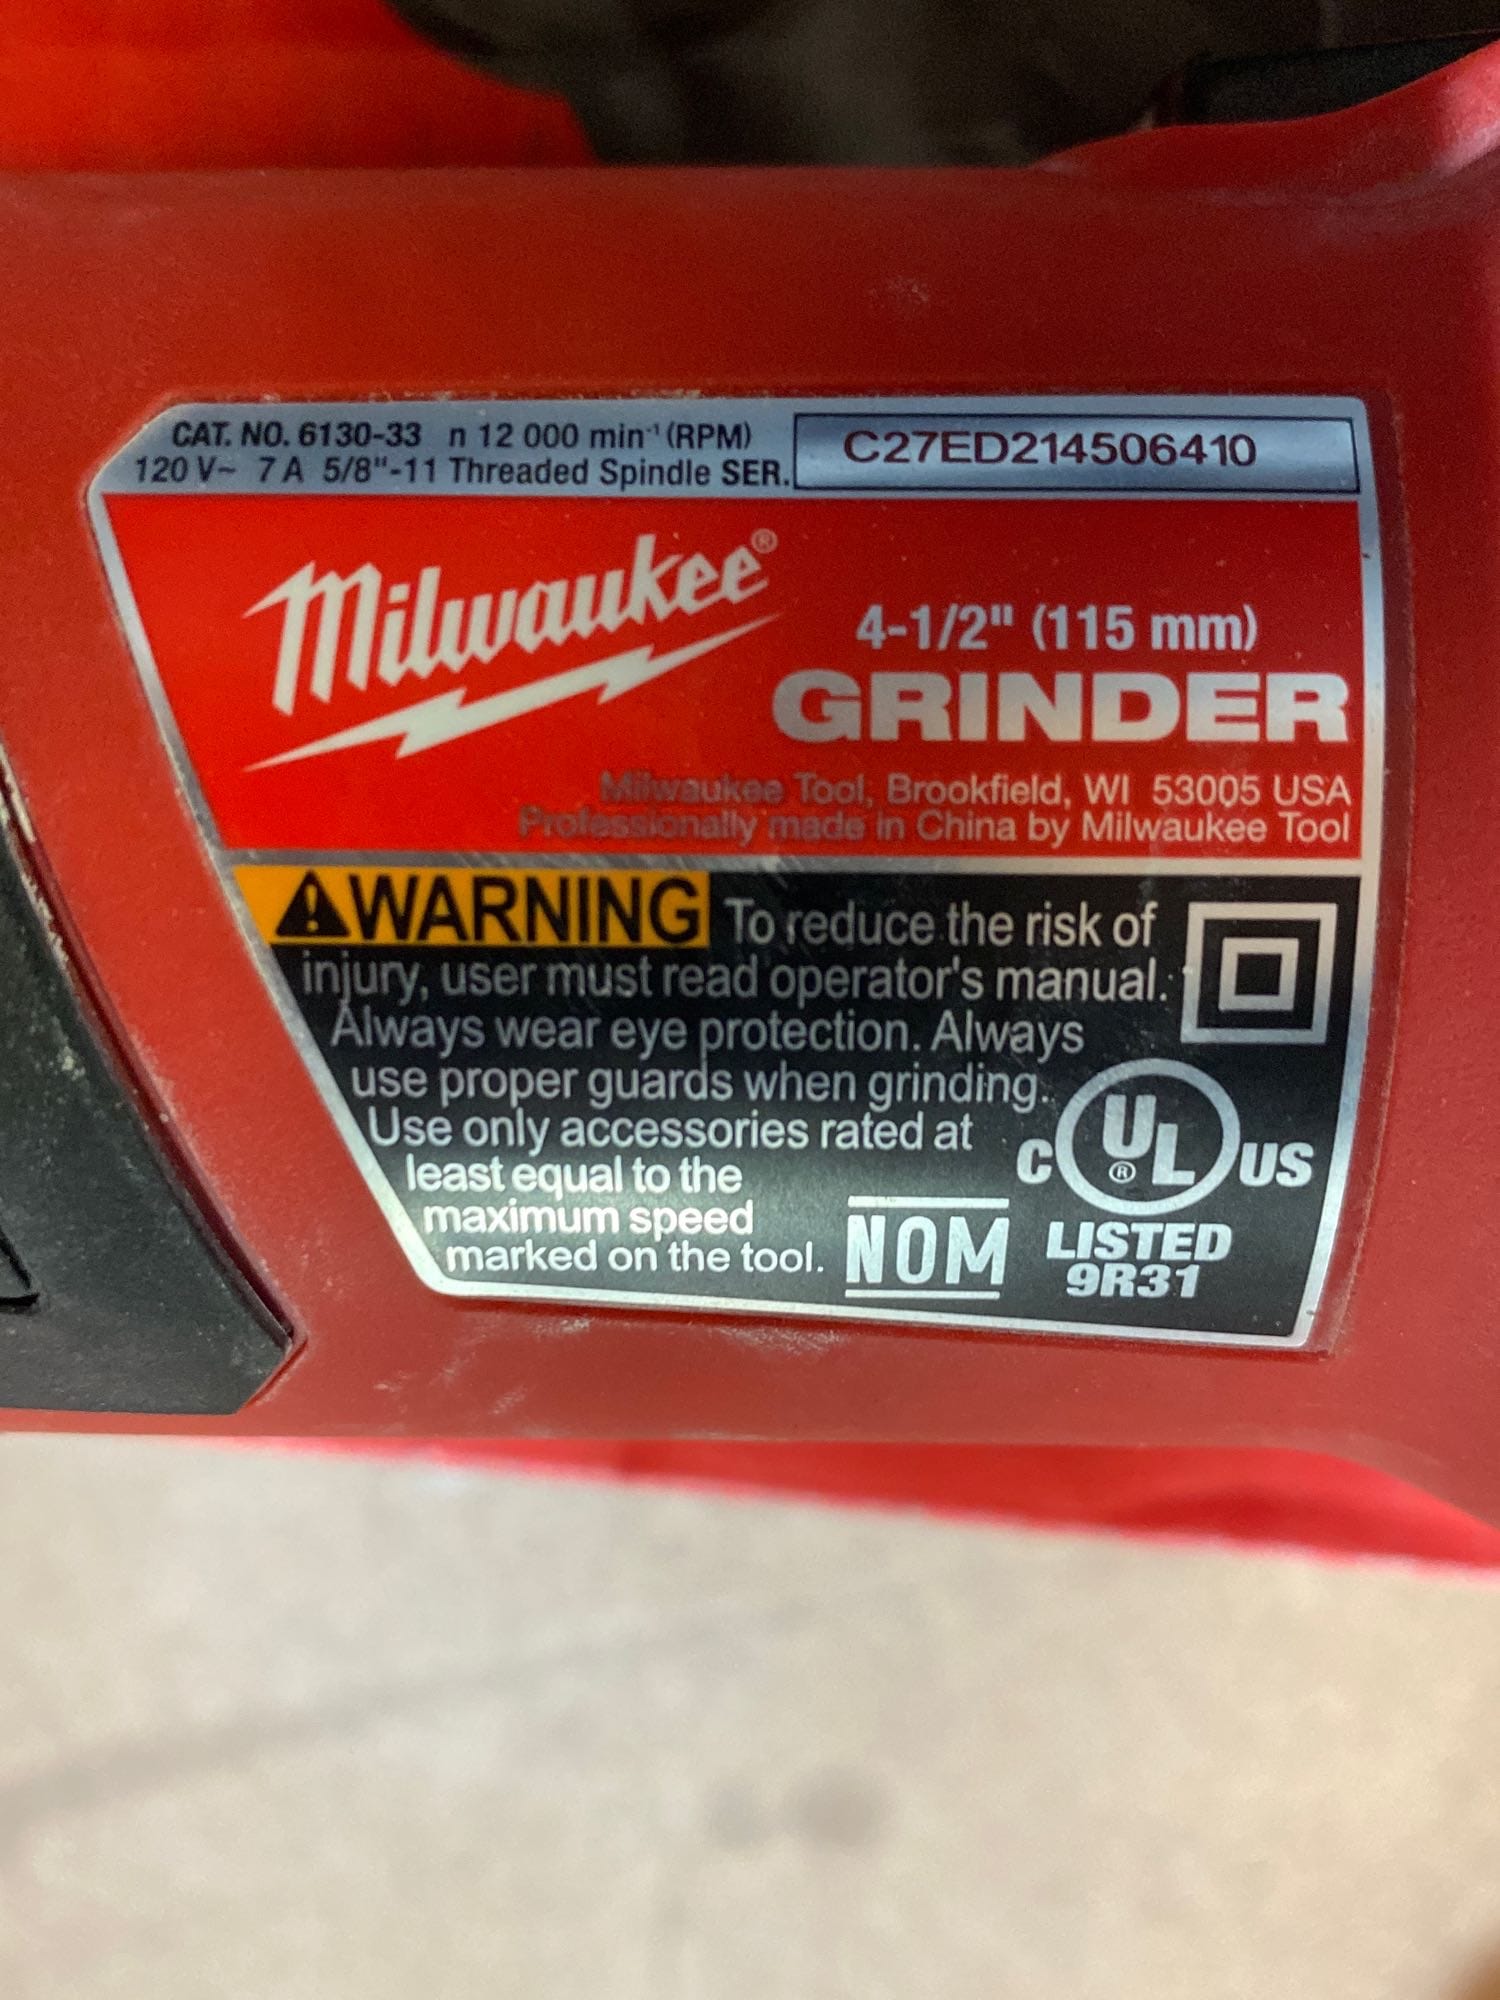 CAT. NO. 6130-33 n 12 000 min⁻¹ (RPM)
120 V~ 7 A 5/8"-11 Threaded Spindle SER.
C27ED214506410
Milwaukee®
4-1/2" (115 mm)
GRINDER
Milwaukee Tool, Brookfield, WI 53005 USA
Professionally made in China by Milwaukee Tool
WARNING To reduce the risk of
injury, user must read operator's manual.
Always wear eye protection. Always
use proper guards when grinding.
Use only accessories rated at
least equal to the
maximum speed
marked on the tool.
NOM
C UL® US
LISTED
9R31